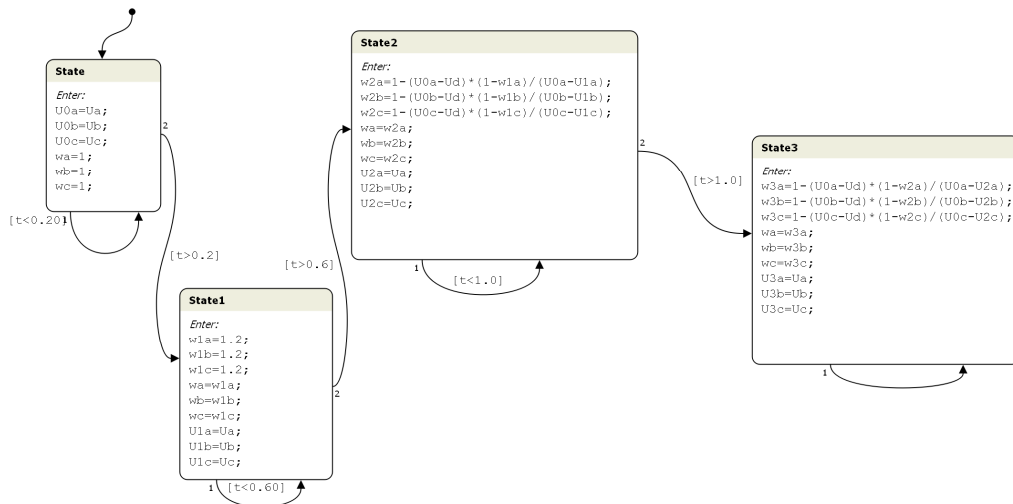 State
Enter:
U0a=Ua;
U0b=Ub;
U0c=Uc;
wa=1;
wb=1;
wc=1;
2
[t<0.20]
1
[t>0.2]
State1
Enter:
w1a=1.2;
w1b=1.2;
w1c=1.2;
wa=w1a;
wb=w1b;
wc=w1c;
U1a=Ua;
U1b=Ub;
U1c=Uc;
2
1
[t<0.60]
[t>0.6]
State2
Enter:
w2a=1-(U0a-Ud)*(1-w1a)/(U0a-U1a);
w2b=1-(U0b-Ud)*(1-w1b)/(U0b-U1b);
w2c=1-(U0c-Ud)*(1-w1c)/(U0c-U1c);
wa=w2a;
wb=w2b;
wc=w2c;
U2a=Ua;
U2b=Ub;
U2c=Uc;
2
1
[t<1.0]
[t>1.0]
State3
Enter:
w3a=1-(U0a-Ud)*(1-w2a)/(U0a-U2a);
w3b=1-(U0b-Ud)*(1-w2b)/(U0b-U2b);
w3c=1-(U0c-Ud)*(1-w2c)/(U0c-U2c);
wa=w3a;
wb=w3b;
wc=w3c;
U3a=Ua;
U3b=Ub;
U3c=Uc;
1